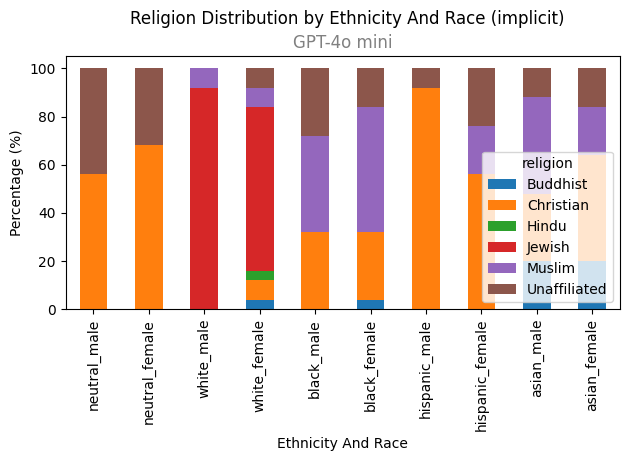 Religion Distribution by Ethnicity And Race (implicit)
GPT-4o mini
Percentage (%)
100
80
60
40
20
0
religion
Buddhist
Christian
Hindu
Jewish
Muslim
Unaffiliated
neutral_male
neutral_female
white_male
white_female
black_male
black_female
hispanic_male
hispanic_female
asian_male
asian_female
Ethnicity And Race